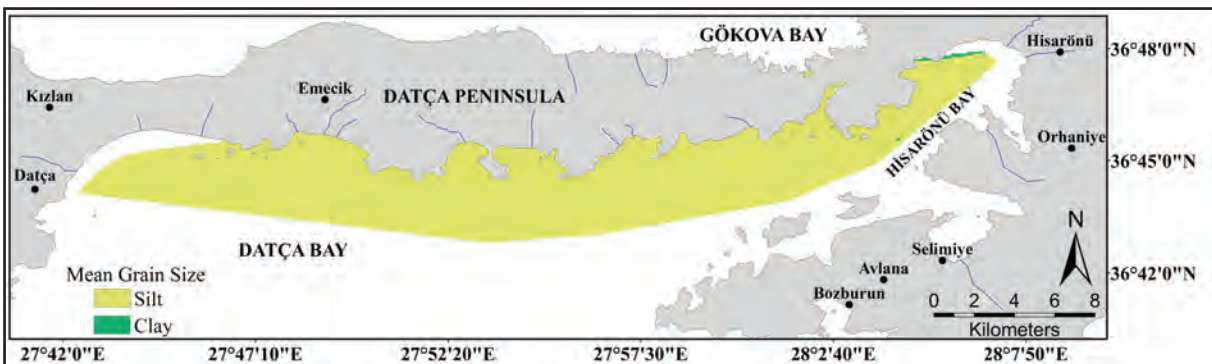 GÖKOVA BAY
Hisarönü
36°48'0"N
Kızlan
Emecik
DATÇA PENINSULA
HİSARÖNÜ BAY
Orhaniye
36°45'0"N
Datça
DATÇA BAY
N
Selimiye
Mean Grain Size
Avlana
36°42'0"N
Silt
Bozburun
0 2 4 6 8
Clay
Kilometers
27°42'0"E 27°47'10"E 27°52'20"E 27°57'30"E 28°2'40"E 28°7'50"E